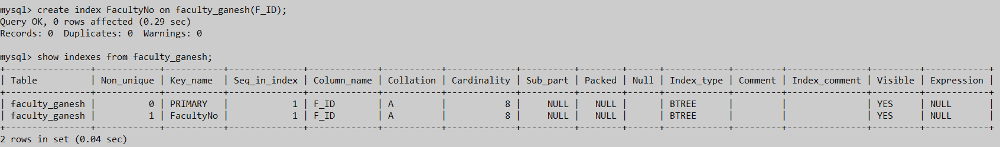 mysql> create index FacultyNo on faculty_ganesh(F_ID);
Query OK, 0 rows affected (0.29 sec)
Records: 0  Duplicates: 0  Warnings: 0

mysql> show indexes from faculty_ganesh;
+----------------+------------+-----------+--------------+-------------+-----------+-------------+----------+--------+------+------------+---------+---------------+---------+------------+
| Table          | Non_unique | Key_name  | Seq_in_index | Column_name | Collation | Cardinality | Sub_part | Packed | Null | Index_type | Comment | Index_comment | Visible | Expression |
+----------------+------------+-----------+--------------+-------------+-----------+-------------+----------+--------+------+------------+---------+---------------+---------+------------+
| faculty_ganesh |          0 | PRIMARY   |            1 | F_ID        | A         |           8 |     NULL |   NULL |      | BTREE      |         |               | YES     | NULL       |
| faculty_ganesh |          1 | FacultyNo |            1 | F_ID        | A         |           8 |     NULL |   NULL |      | BTREE      |         |               | YES     | NULL       |
+----------------+------------+-----------+--------------+-------------+-----------+-------------+----------+--------+------+------------+---------+---------------+---------+------------+
2 rows in set (0.04 sec)